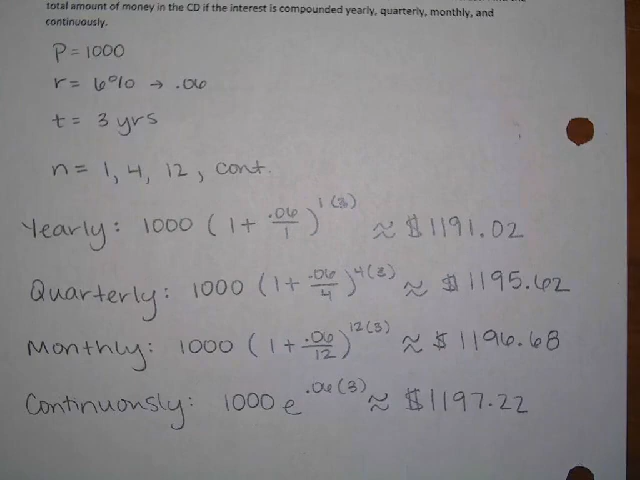 total amount of money in the CD if the interest is compounded yearly, quarterly, monthly, and
continuously.
P = 1000
r = 6% → .06
t = 3 yrs
n = 1, 4, 12, cont.
Yearly: 1000 (1 + .06/1)^1(3) ≈ $1191.02
Quarterly: 1000 (1 + .06/4)^4(3) ≈ $1195.62
Monthly: 1000 (1 + .06/12)^12(3) ≈ $1196.68
Continuously: 1000 e^.06(3) ≈ $1197.22